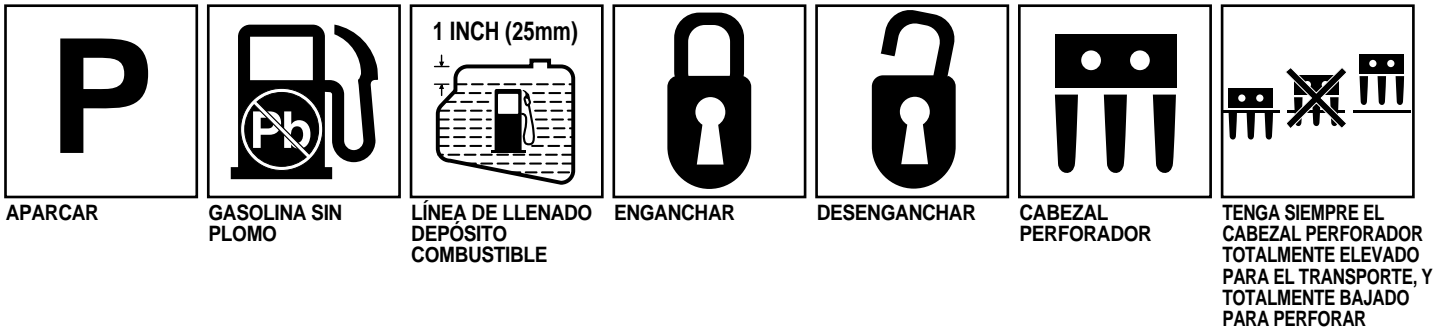 P
Pb
1 INCH (25mm)
APARCAR
GASOLINA SIN
PLOMO
LÍNEA DE LLENADO
DEPÓSITO
COMBUSTIBLE
ENGANCHAR
DESENGANCHAR
CABEZAL
PERFORADOR
TENGA SIEMPRE EL
CABEZAL PERFORADOR
TOTALMENTE ELEVADO
PARA EL TRANSPORTE, Y
TOTALMENTE BAJADO
PARA PERFORAR